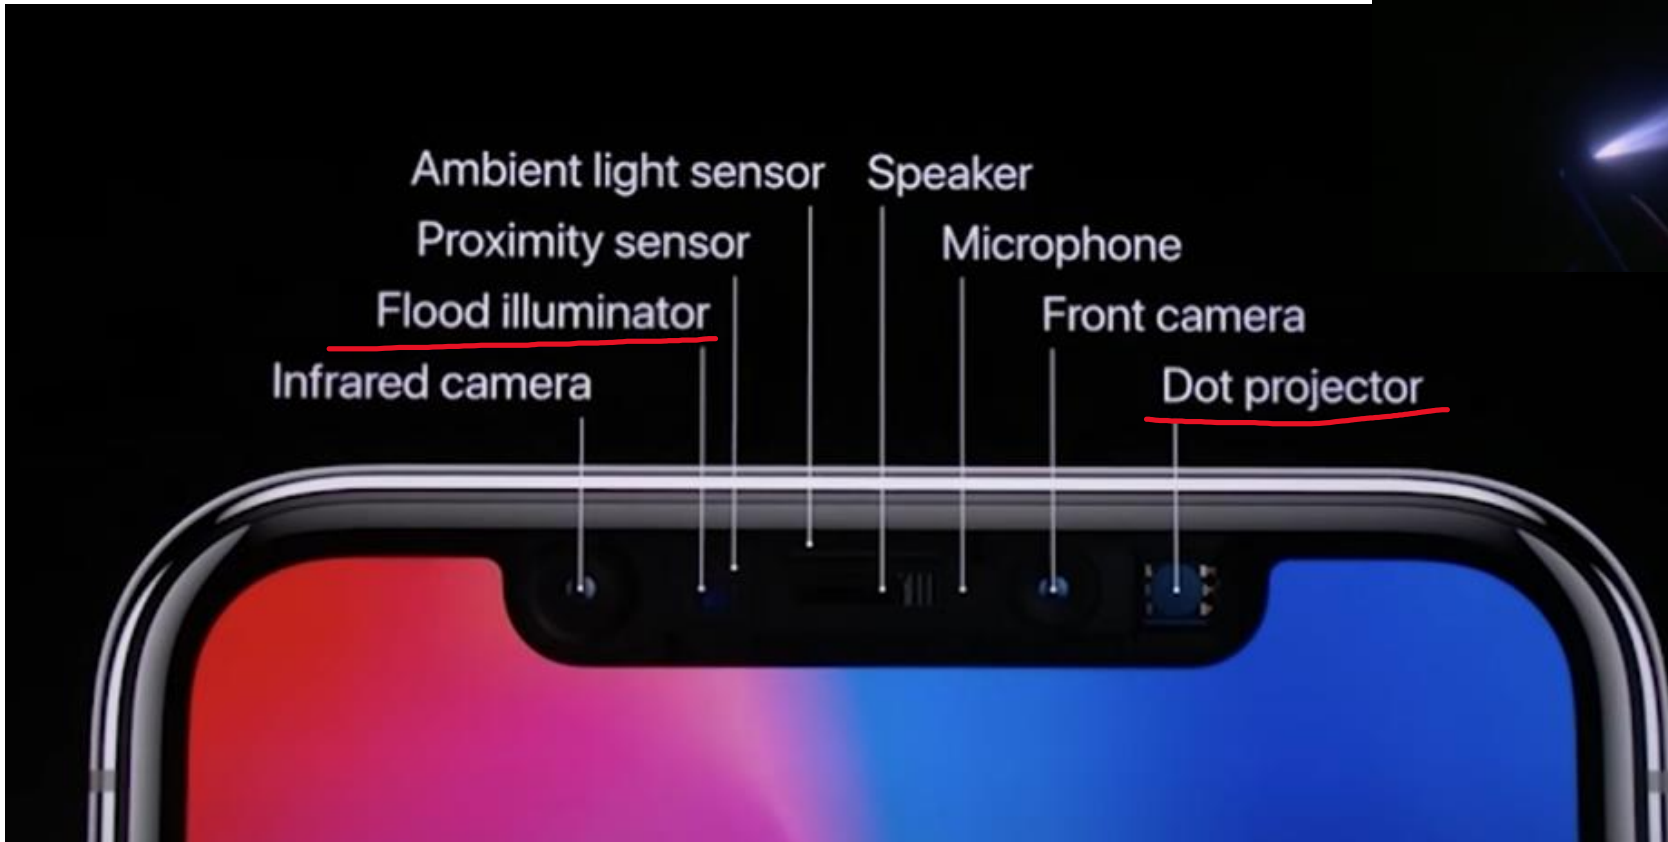 Ambient light sensor
Speaker
Proximity sensor
Microphone
Flood illuminator
Front camera
Infrared camera
Dot projector